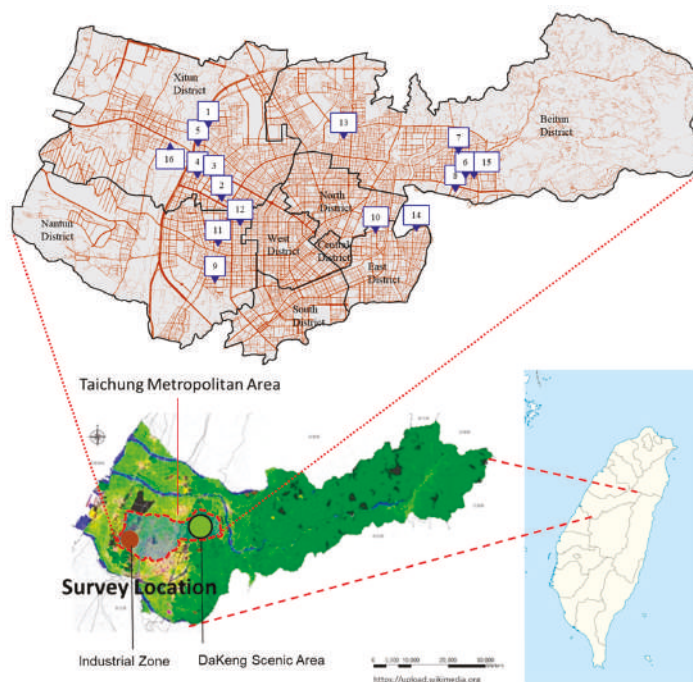 Xitun
District
Beitun
District
1
13
5
7
16
4
3
6
15
8
2
North
District
12
10
14
Nantun
District
11
West
District
Central
District
East
District
9
South
District
Taichung Metropolitan Area
Survey Location
Industrial Zone
DaKeng Scenic Area
https://upload.wikimedia.org